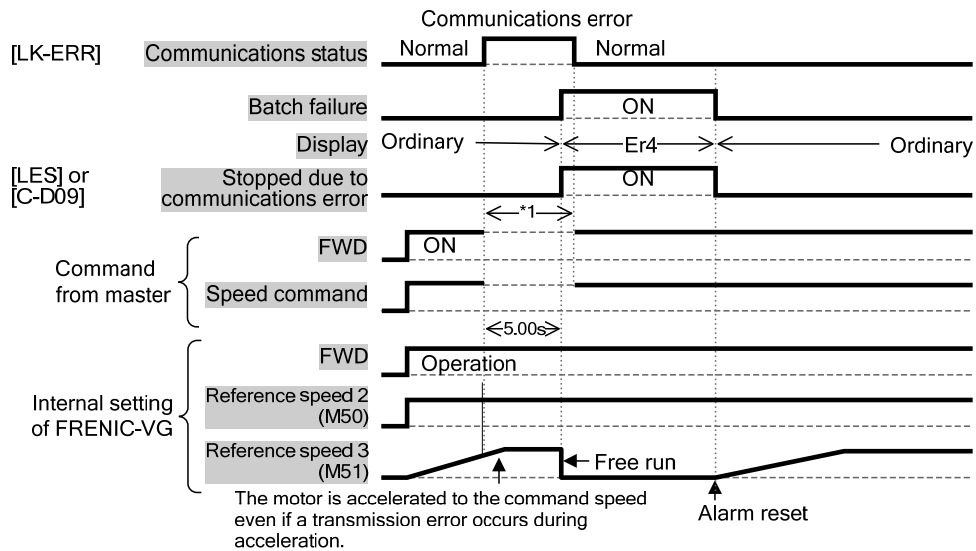 Communications error
[LK-ERR] Communications status Normal Normal
Batch failure ON
Display Ordinary Er4 Ordinary
[LES] or
[C-D09]
Stopped due to
communications error
ON
*1
FWD ON
Command
from master
Speed command
5.00s
FWD Operation
Internal setting
of FRENIC-VG
Reference speed 2
(M50)
Reference speed 3
(M51)
Free run
The motor is accelerated to the command speed
even if a transmission error occurs during
acceleration.
Alarm reset